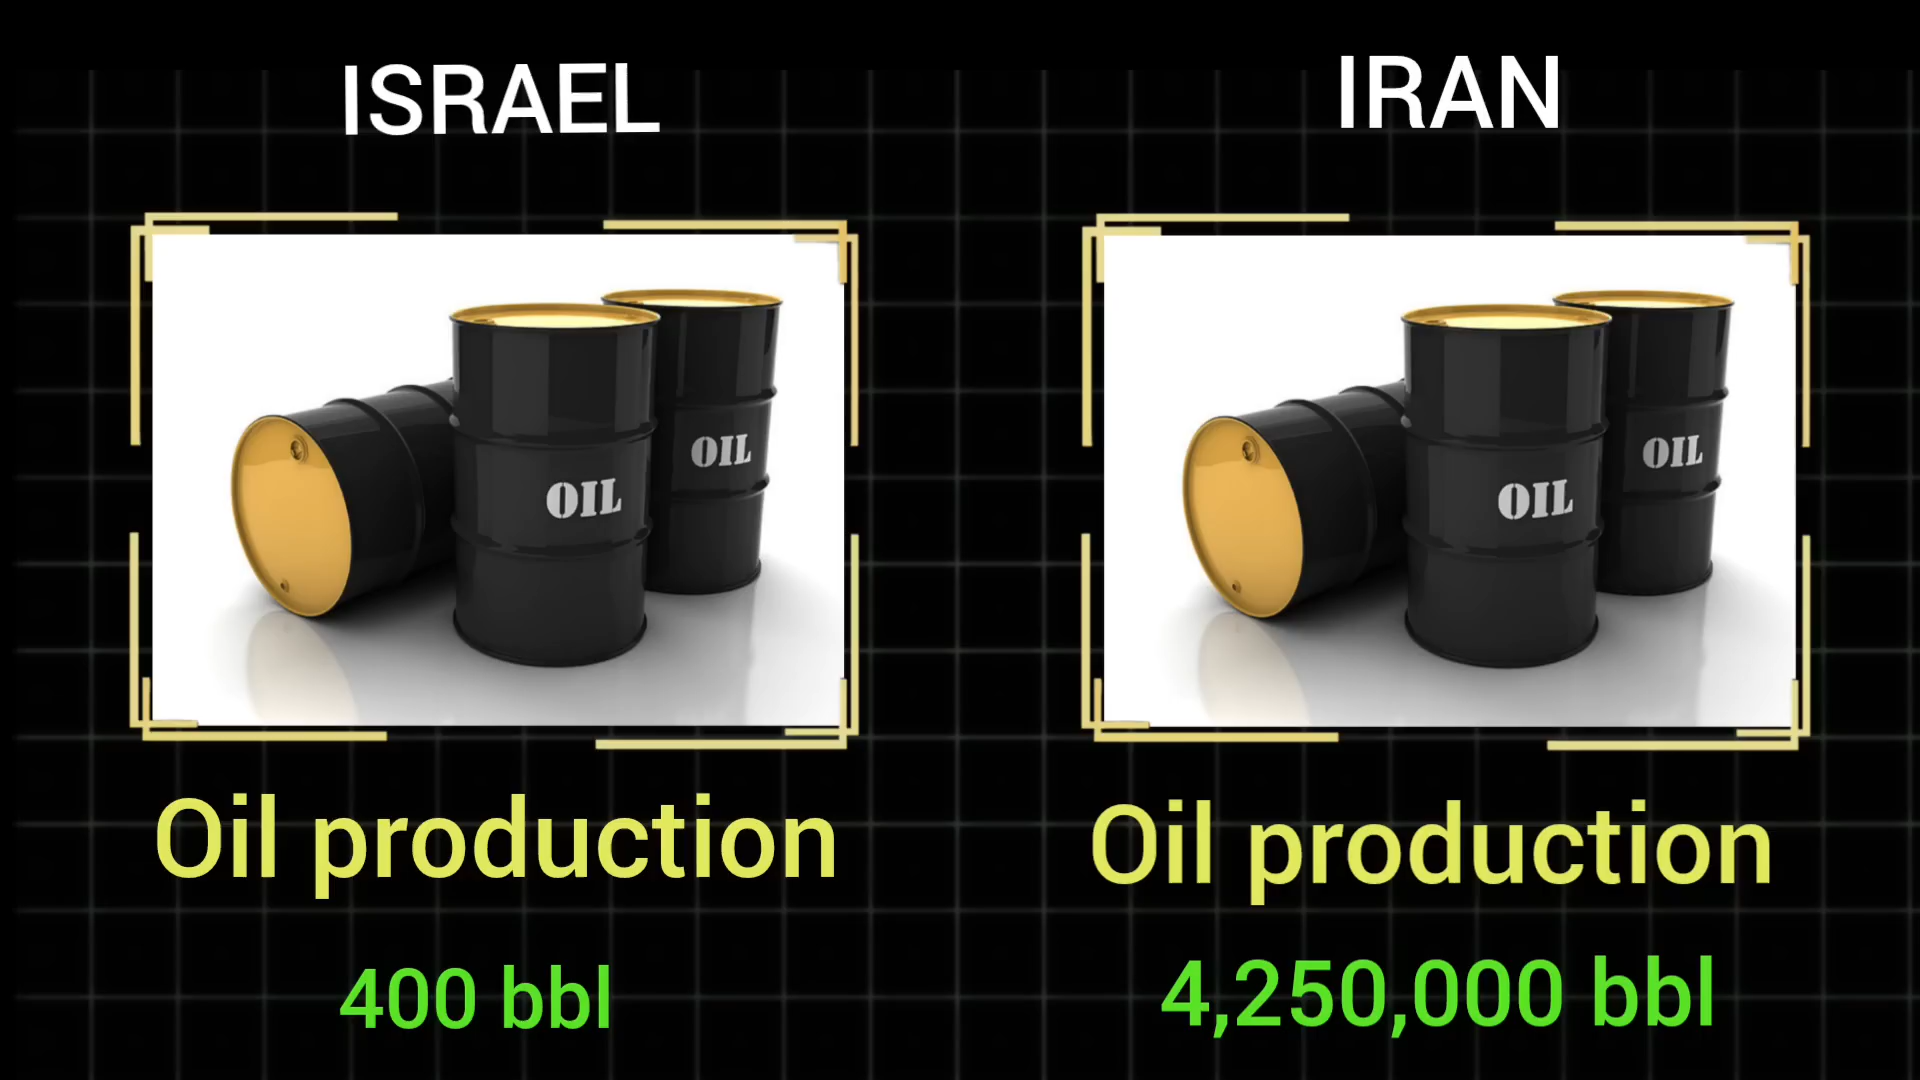 ISRAEL
IRAN
OIL
OIL
OIL
OIL
Oil production
Oil production
400 bbl
4,250,000 bbl